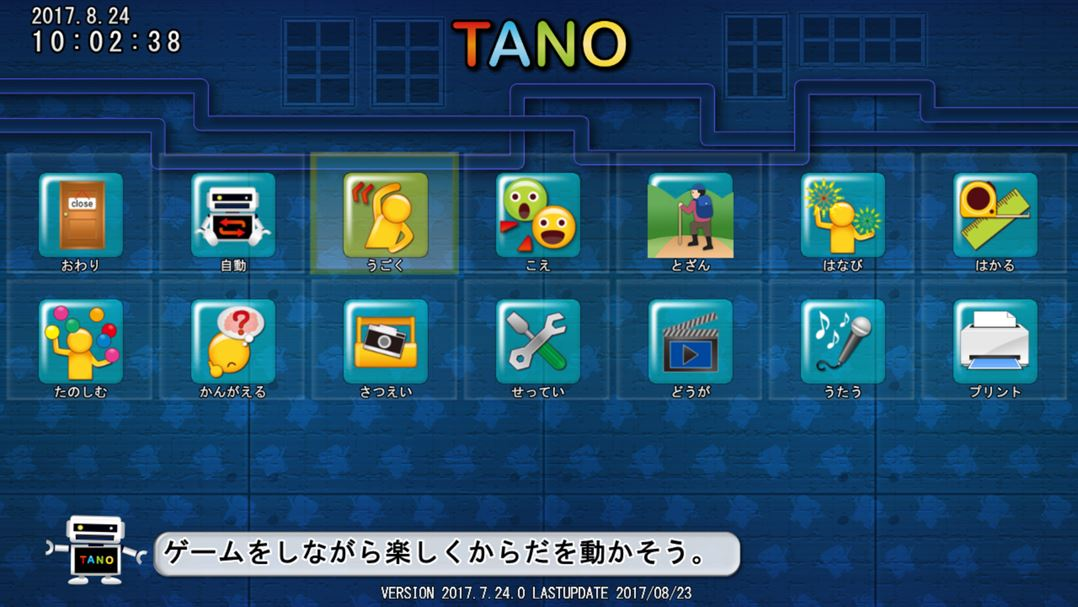 2017.8.24
10:02:38
TANO
close
おわり
自動
うごく
こえ
とざん
はなび
はかる
たのしむ
かんがえる
さつえい
せってい
どうが
うたう
プリント
TANO
ゲームをしながら楽しくからだを動かそう。
VERSION 2017.7.24.0 LASTUPDATE 2017/08/23